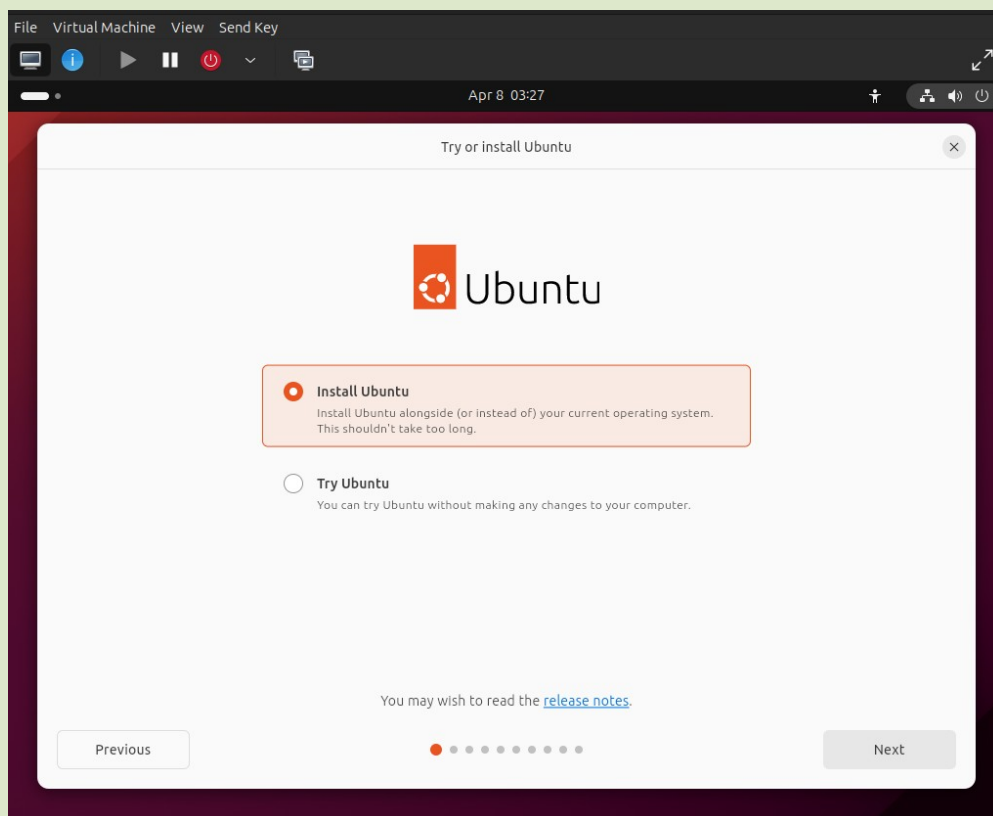 File Virtual Machine View Send Key
Apr 8 03:27
Try or install Ubuntu
Ubuntu
Install Ubuntu
Install Ubuntu alongside (or instead of) your current operating system.
This shouldn't take too long.
Try Ubuntu
You can try Ubuntu without making any changes to your computer.
You may wish to read the release notes.
Previous
Next